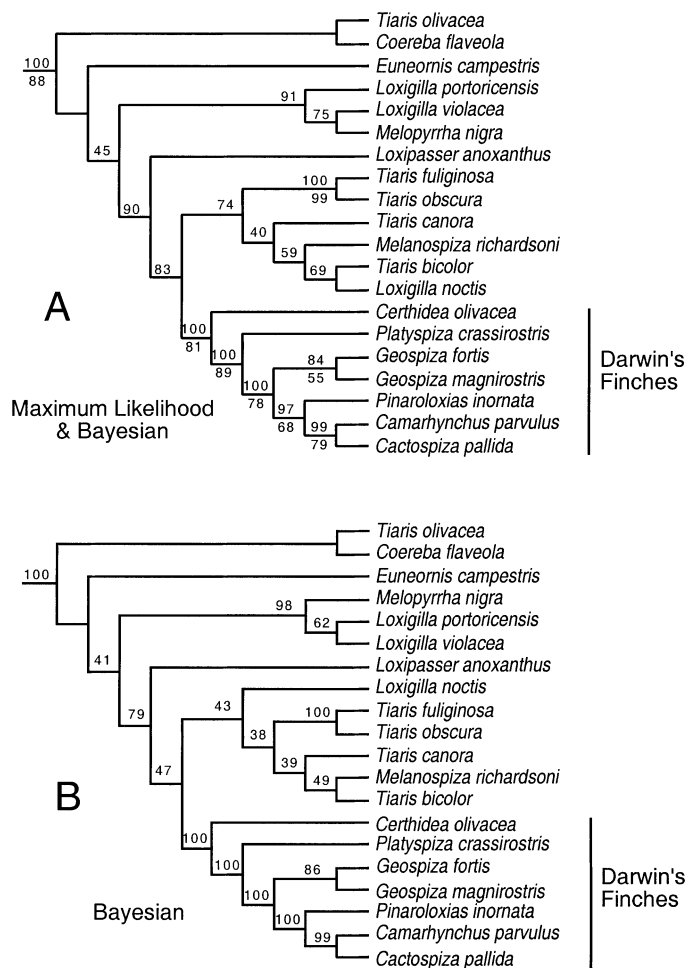 Tiaris olivacea
Coereba flaveola
100
88
Euneornis campestris
Loxigilla portoricensis
91
Loxigilla violacea
75
Melopyrrha nigra
45
Loxipasser anoxanthus
Tiaris fuliginosa
100
Tiaris obscura
99
74
Tiaris canora
90
40
Melanospiza richardsoni
59
Tiaris bicolor
69
Loxigilla noctis
83
A
Certhidea olivacea
100
81
Platyspiza crassirostris
100
89
Geospiza fortis
84
55
Geospiza magnirostris
Darwin's
Finches
100
78
Pinaroloxias inornata
97
68
Camarhynchus parvulus
99
79
Cactospiza pallida
Maximum Likelihood
& Bayesian
Tiaris olivacea
Coereba flaveola
100
Euneornis campestris
Melopyrrha nigra
98
Loxigilla portoricensis
62
Loxigilla violacea
41
Loxipasser anoxanthus
Loxigilla noctis
43
Tiaris fuliginosa
100
79
Tiaris obscura
38
Tiaris canora
39
47
Melanospiza richardsoni
49
Tiaris bicolor
B
Certhidea olivacea
100
Platyspiza crassirostris
100
Geospiza fortis
86
Geospiza magnirostris
100
Darwin's
Finches
Pinaroloxias inornata
100
Camarhynchus parvulus
99
Cactospiza pallida
Bayesian